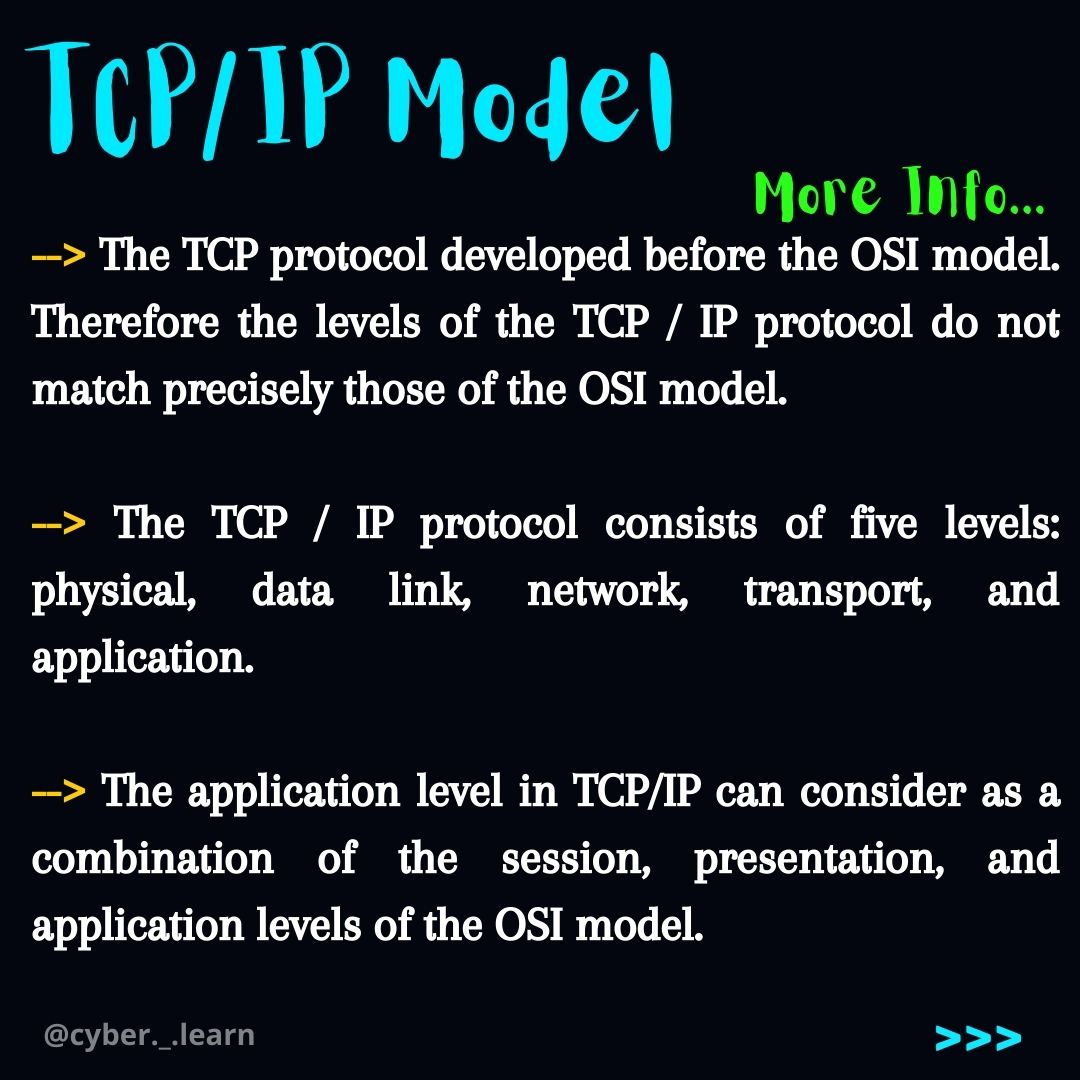 TCP/IP Model
More Info...
--> The TCP protocol developed before the OSI model.
Therefore the levels of the TCP / IP protocol do not
match precisely those of the OSI model.
--> The TCP / IP protocol consists of five levels:
physical, data link, network, transport, and
application.
--> The application level in TCP/IP can consider as a
combination of the session, presentation, and
application levels of the OSI model.
@cyber._.learn
>>>